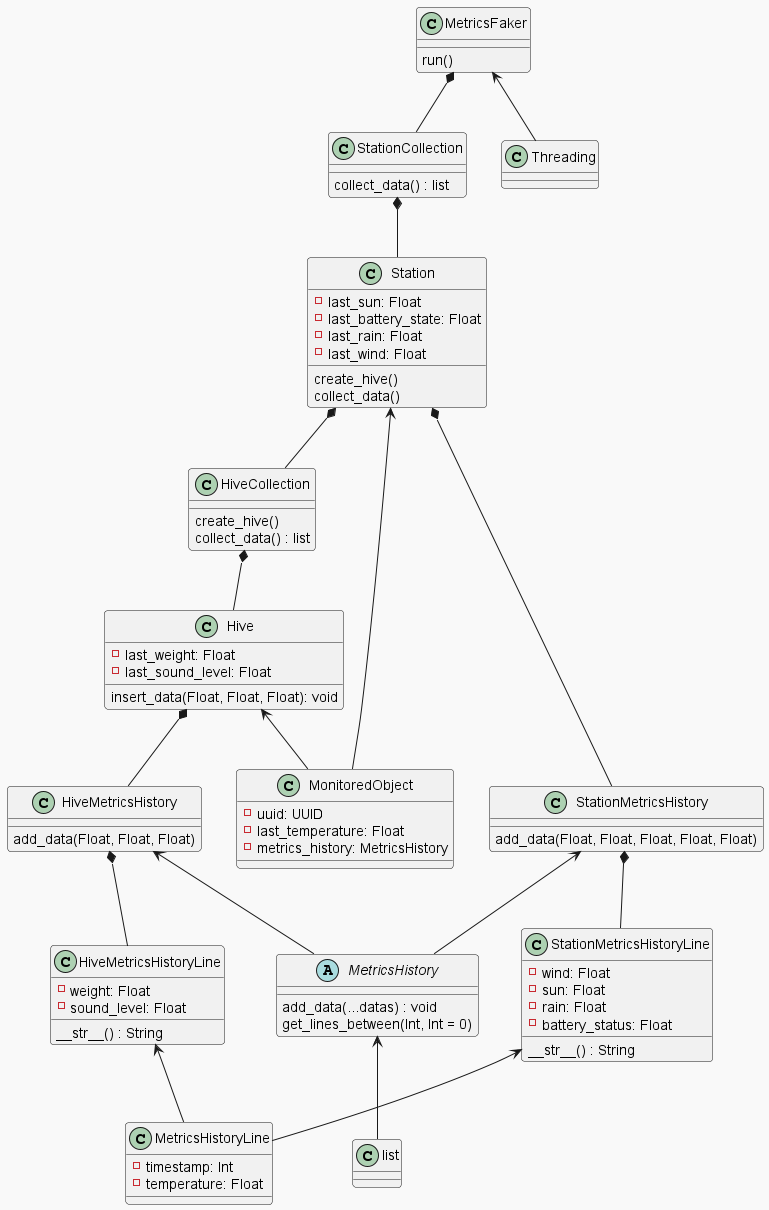 C MetricsFaker
run()
C StationCollection
collect_data() : list
C Threading
C Station
last_sun: Float
last_battery_state: Float
last_rain: Float
last_wind: Float
create_hive()
collect_data()
C HiveCollection
create_hive()
collect_data() : list
C Hive
last_weight: Float
last_sound_level: Float
insert_data(Float, Float, Float): void
C HiveMetricsHistory
add_data(Float, Float, Float)
C MonitoredObject
uuid: UUID
last_temperature: Float
metrics_history: MetricsHistory
C StationMetricsHistory
add_data(Float, Float, Float, Float, Float)
C HiveMetricsHistoryLine
weight: Float
sound_level: Float
__str__() : String
A MetricsHistory
add_data(...datas) : void
get_lines_between(Int, Int = 0)
C StationMetricsHistoryLine
wind: Float
sun: Float
rain: Float
battery_status: Float
__str__() : String
C MetricsHistoryLine
timestamp: Int
temperature: Float
C list